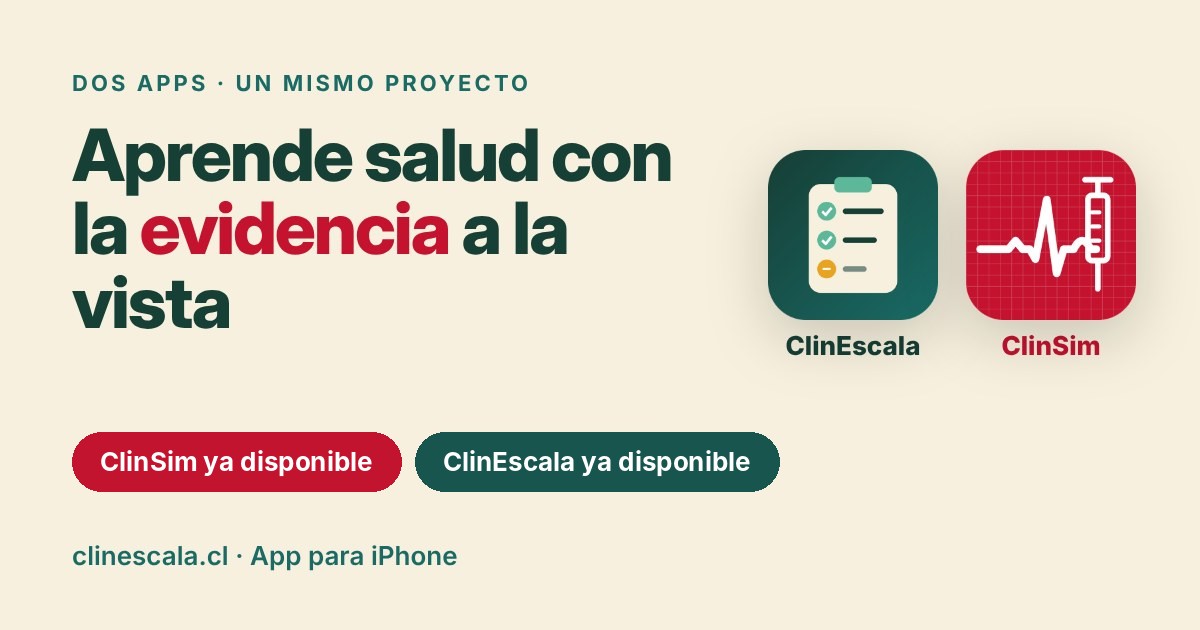 DOS APPS · UN MISMO PROYECTO
Aprende salud con
la evidencia a la
vista
ClinEscala
ClinSim
ClinSim ya disponible
ClinEscala ya disponible
clinescala.cl · App para iPhone